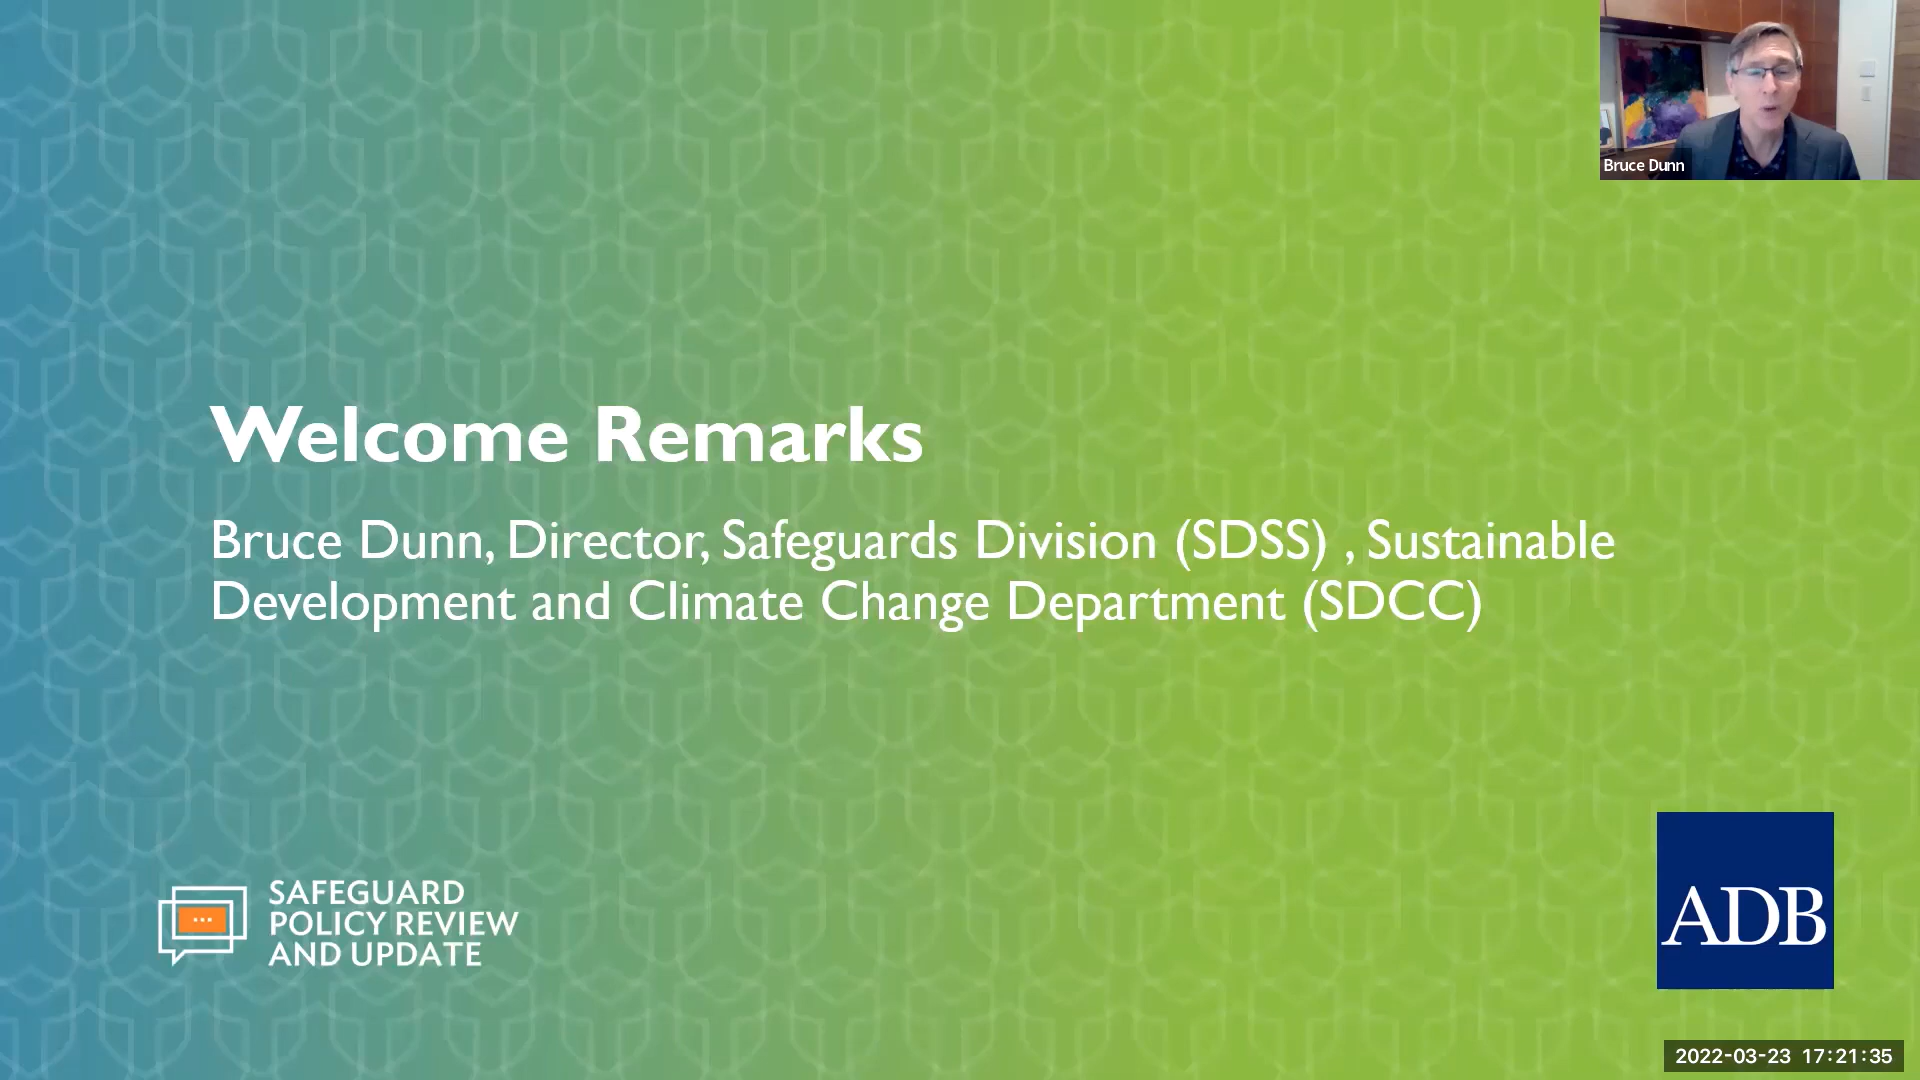 Bruce Dunn
Welcome Remarks
Bruce Dunn, Director, Safeguards Division (SDSS) , Sustainable
Development and Climate Change Department (SDCC)
SAFEGUARD
POLICY REVIEW
AND UPDATE
ADB
2022-03-23 17:21:35